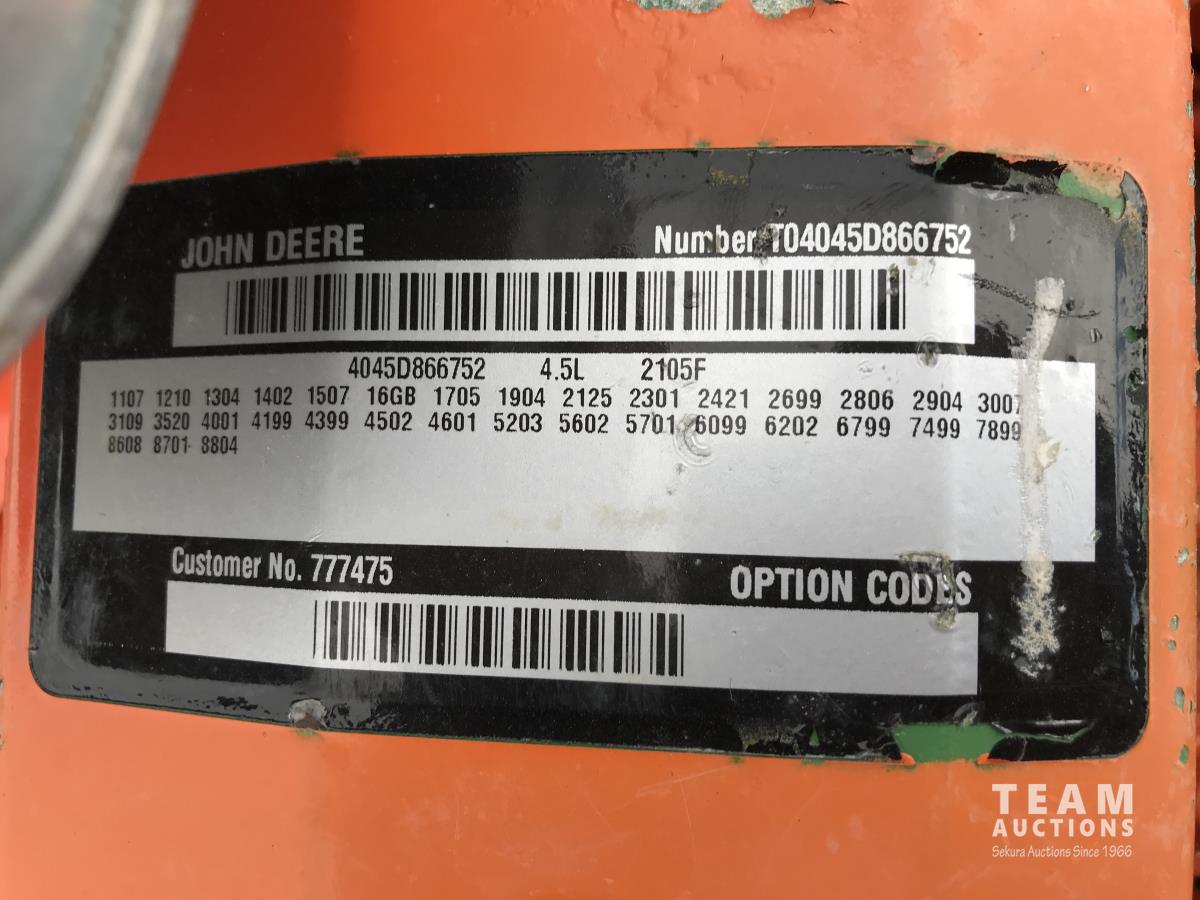 JOHN DEERE Number T04045D866752
4045D866752 4.5L 2105F
1107 1210 1304 1402 1507 16GB 1705 1904 2125 2301 2421 2699 2806 2904 3007
3109 3520 4001 4199 4399 4502 4601 5203 5602 5701 6099 6202 6799 7499 7899
8608 8701 8804
Customer No. 777475 OPTION CODES
TEAM
AUCTIONS
Sekura Auctions Since 1966